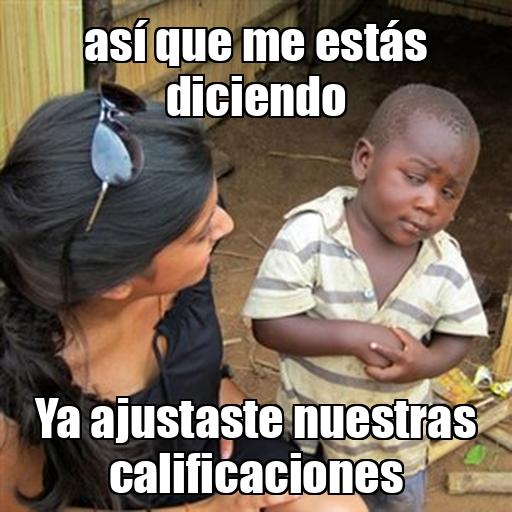 así que me estás
diciendo
Ya ajustaste nuestras
calificaciones